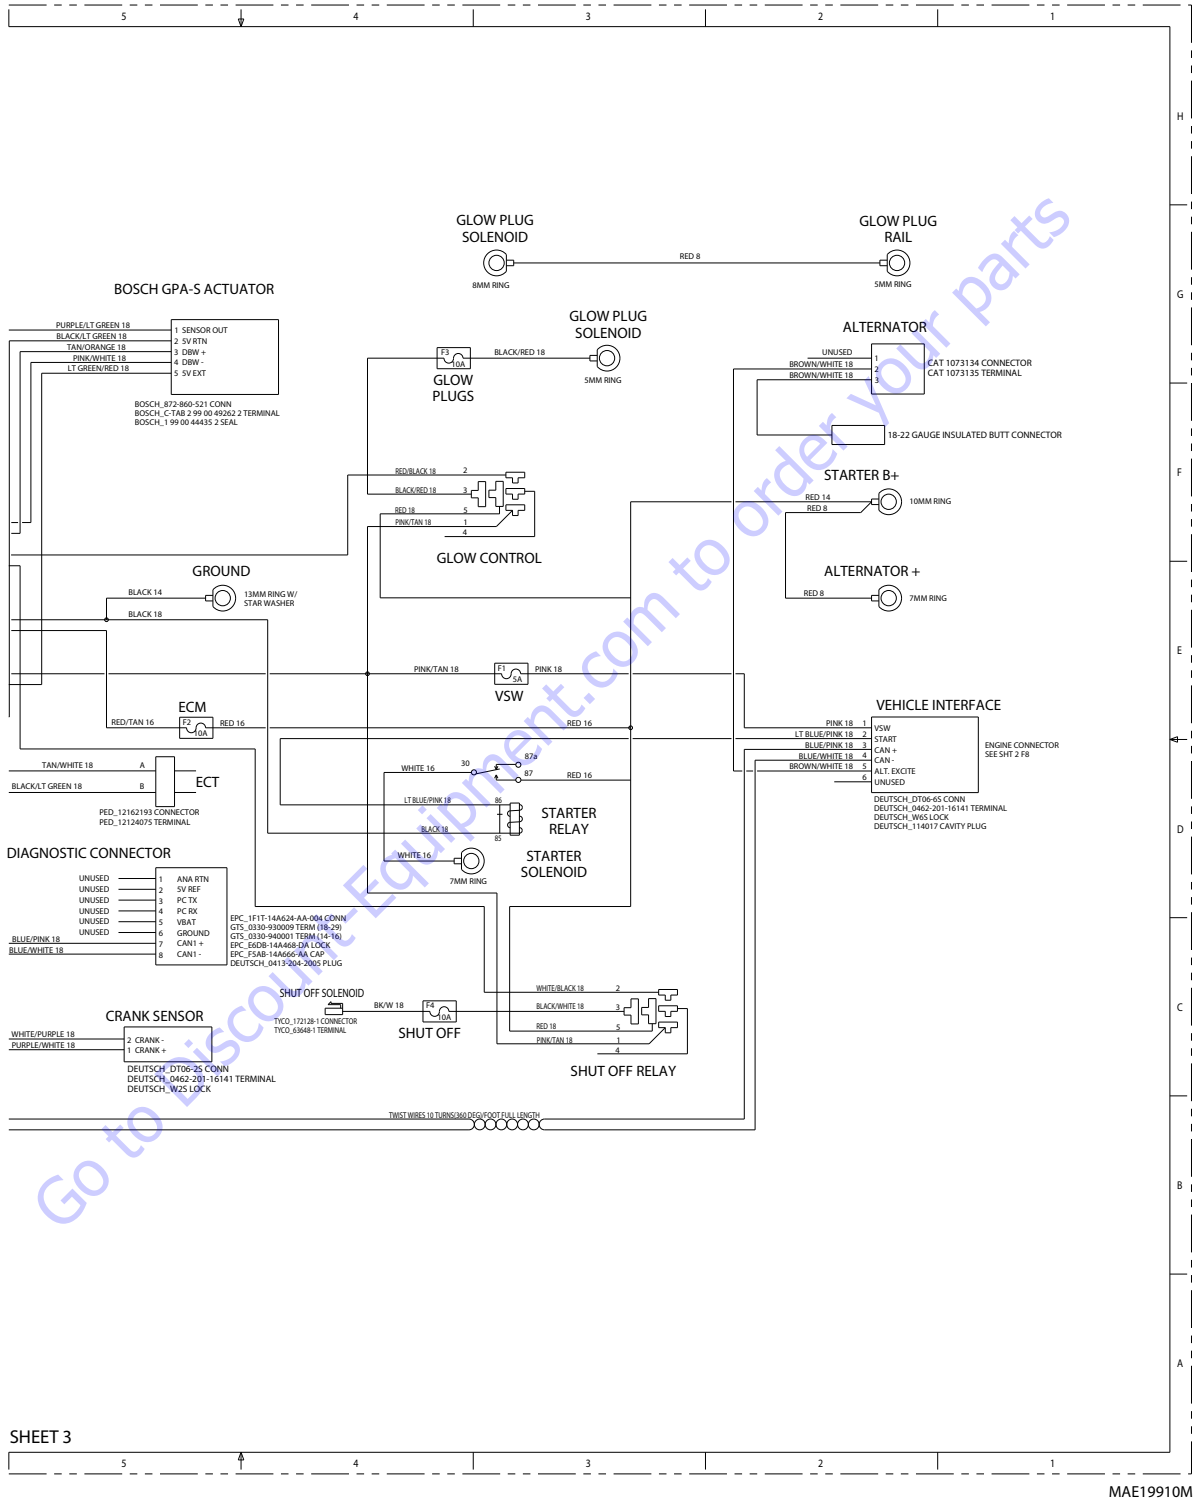 5 4 3 2 1
H
GLOW PLUG
SOLENOID
8MM RING
RED 8
GLOW PLUG
RAIL
5MM RING
G
BOSCH GPA-S ACTUATOR
PURPLE/LT GREEN 18
BLACK/LT GREEN 18
TAN/ORANGE 18
PINK/WHITE 18
LT GREEN/RED 18
1 SENSOR OUT
2 5V RTN
3 DBW +
4 DBW -
5 5V EXT
BOSCH_872-860-521 CONN
BOSCH_C-TAB 2 99 00 49262 2 TERMINAL
BOSCH_1 99 00 44435 2 SEAL
F3
10A
GLOW
PLUGS
BLACK/RED 18
GLOW PLUG
SOLENOID
5MM RING
ALTERNATOR
UNUSED 1
BROWN/WHITE 18 2
BROWN/WHITE 18 3
CAT 1073134 CONNECTOR
CAT 1073135 TERMINAL
18-22 GAUGE INSULATED BUTT CONNECTOR
F
RED/BLACK 18 2
BLACK/RED 18 3
RED 18 5
PINK/TAN 18 1
4
GLOW CONTROL
STARTER B+
RED 14
RED 8
10MM RING
ALTERNATOR +
RED 8
7MM RING
GROUND
BLACK 14
13MM RING W/
STAR WASHER
BLACK 18
E
PINK/TAN 18
F1
5A
PINK 18
VSW
ECM
RED/TAN 16
F2
10A
RED 16
RED 16
VEHICLE INTERFACE
PINK 18 1 VSW
LT BLUE/PINK 18 2 START
BLUE/PINK 18 3 CAN +
BLUE/WHITE 18 4 CAN -
BROWN/WHITE 18 5 ALT. EXCITE
6 UNUSED
ENGINE CONNECTOR
SEE SHT 2 F8
DEUTSCH_DT06-6S CONN
DEUTSCH_0462-201-16141 TERMINAL
DEUTSCH_W6S LOCK
DEUTSCH_114017 CAVITY PLUG
TAN/WHITE 18 A
BLACK/LT GREEN 18 B
ECT
PED_12162193 CONNECTOR
PED_12124075 TERMINAL
WHITE 16 30
87a
87
RED 16
LT BLUE/PINK 18 86
BLACK 18
85
STARTER
RELAY
WHITE 16
7MM RING
STARTER
SOLENOID
D
DIAGNOSTIC CONNECTOR
UNUSED 1 ANA RTN
UNUSED 2 5V REF
UNUSED 3 PC TX
UNUSED 4 PC RX
UNUSED 5 VBAT
UNUSED 6 GROUND
BLUE/PINK 18 7 CAN1 +
BLUE/WHITE 18 8 CAN1 -
EPC_1F1T-14A624-AA-004 CONN
GTS_0330-930009 TERM (18-29)
GTS_0330-940001 TERM (14-16)
EPC_E6DB-14A468-DA LOCK
EPC_F5AB-14A666-AA CAP
DEUTSCH_0413-204-2005 PLUG
SHUT OFF SOLENOID
TYCO_172128-1 CONNECTOR
TYCO_63648-1 TERMINAL
BK/W 18
F4
10A
SHUT OFF
WHITE/BLACK 18 2
BLACK/WHITE 18 3
RED 18 5
PINK/TAN 18 1
4
SHUT OFF RELAY
C
CRANK SENSOR
WHITE/PURPLE 18
PURPLE/WHITE 18
2 CRANK -
1 CRANK +
DEUTSCH_DT06-2S CONN
DEUTSCH_0462-201-16141 TERMINAL
DEUTSCH_W2S LOCK
TWIST WIRES 10 TURNS(360 DEG)/FOOT FULL LENGTH
B
A
Go to Discount-Equipment.com to order your parts
SHEET 3
5 4 3 2 1
MAE19910M